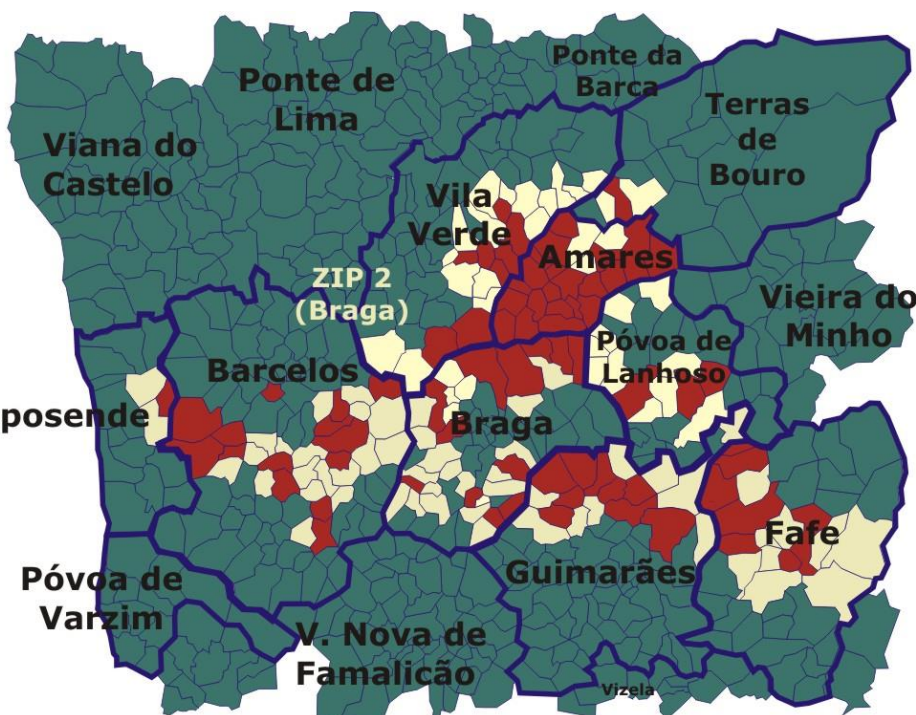 Ponte da
Barca
Ponte de
Lima
Terras
de
Bouro
Viana do
Castelo
Vila
Verde
Amares
ZIP 2
(Braga)
Vieira do
Minho
Póvoa de
Lanhoso
Barcelos
posende
Braga
Fafe
Guimarães
Póvoa de
Varzim
V. Nova de
Famalicão
Vizela